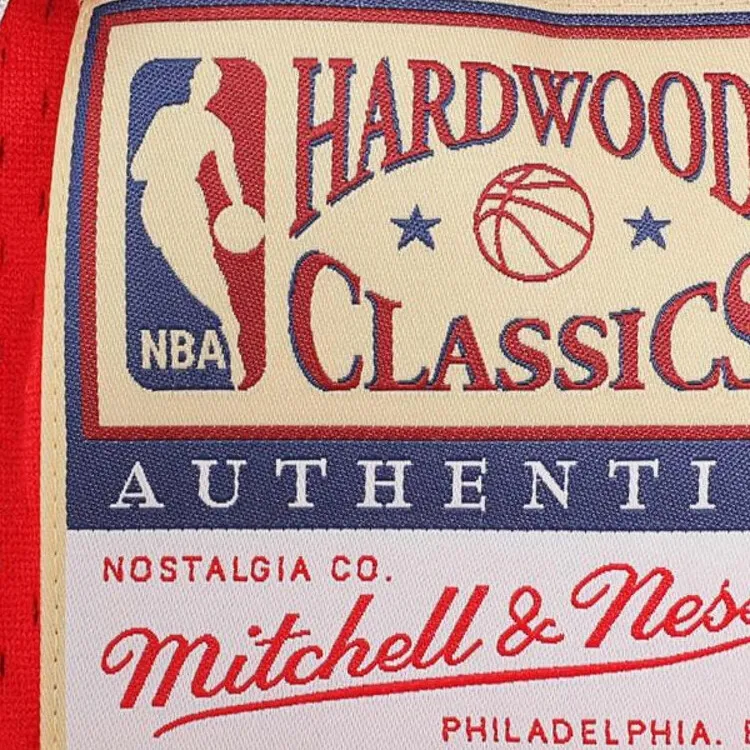 HARDWOOD
NBA
CLASSICS
AUTHENTI
NOSTALGIA CO.
Mitchell & Nes
PHILADELPHIA.